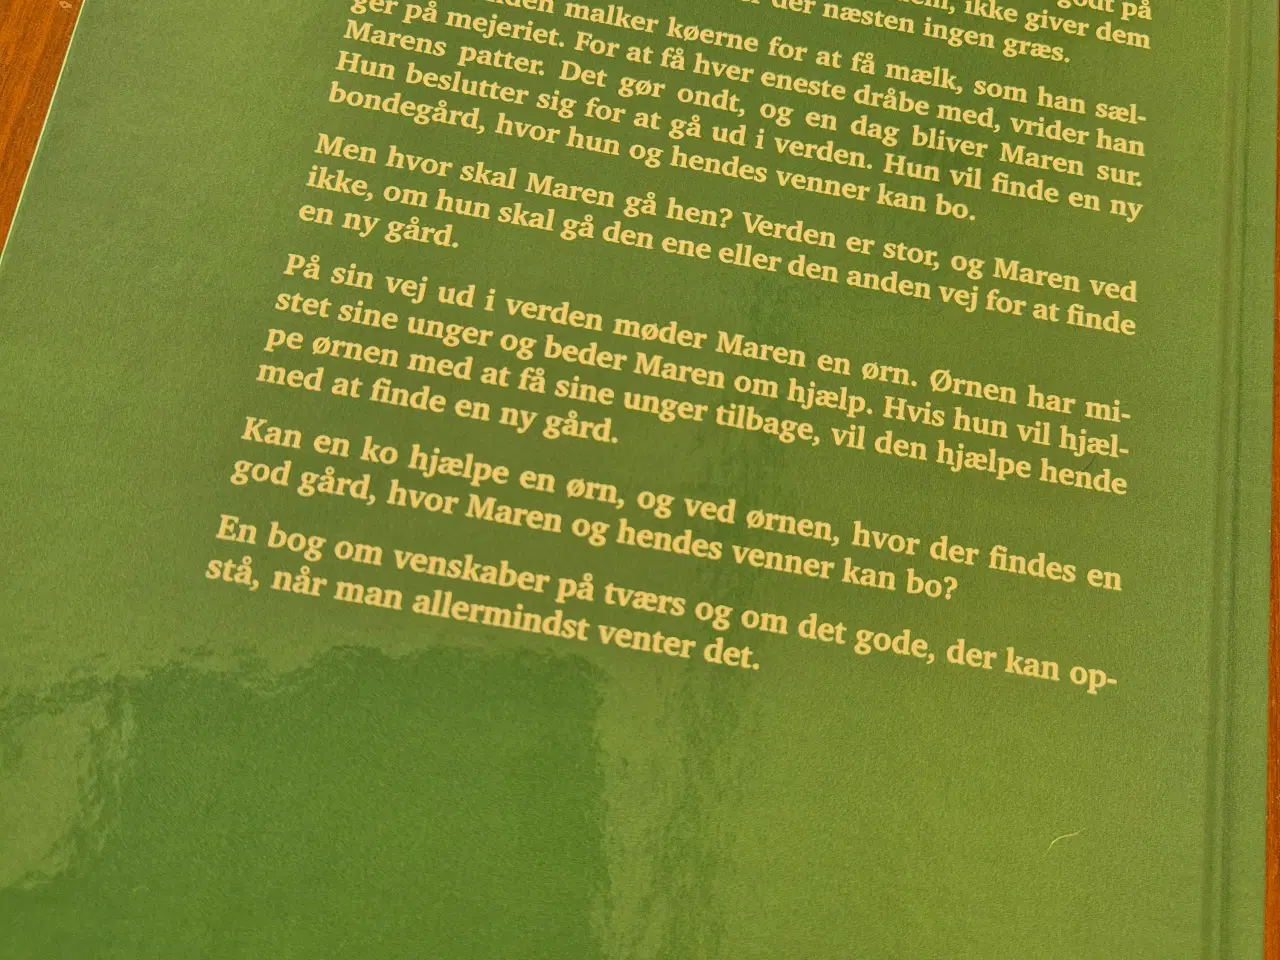 godt på
ikke giver dem
der næsten ingen græs.
malker køerne for at få mælk, som han sæl-
ger på mejeriet. For at få hver eneste dråbe med, vrider han
Marens patter. Det gør ondt, og en dag bliver Maren sur.
Hun beslutter sig for at gå ud i verden. Hun vil finde en ny
bondegård, hvor hun og hendes venner kan bo.
Men hvor skal Maren gå hen? Verden er stor, og Maren ved
ikke, om hun skal gå den ene eller den anden vej for at finde
en ny gård.
På sin vej ud i verden møder Maren en ørn. Ørnen har mi-
stet sine unger og beder Maren om hjælp. Hvis hun vil hjæl-
pe ørnen med at få sine unger tilbage, vil den hjælpe hende
med at finde en ny gård.
Kan en ko hjælpe en ørn, og ved ørnen, hvor der findes en
god gård, hvor Maren og hendes venner kan bo?
En bog om venskaber på tværs og om det gode, der kan op-
stå, når man allermindst venter det.